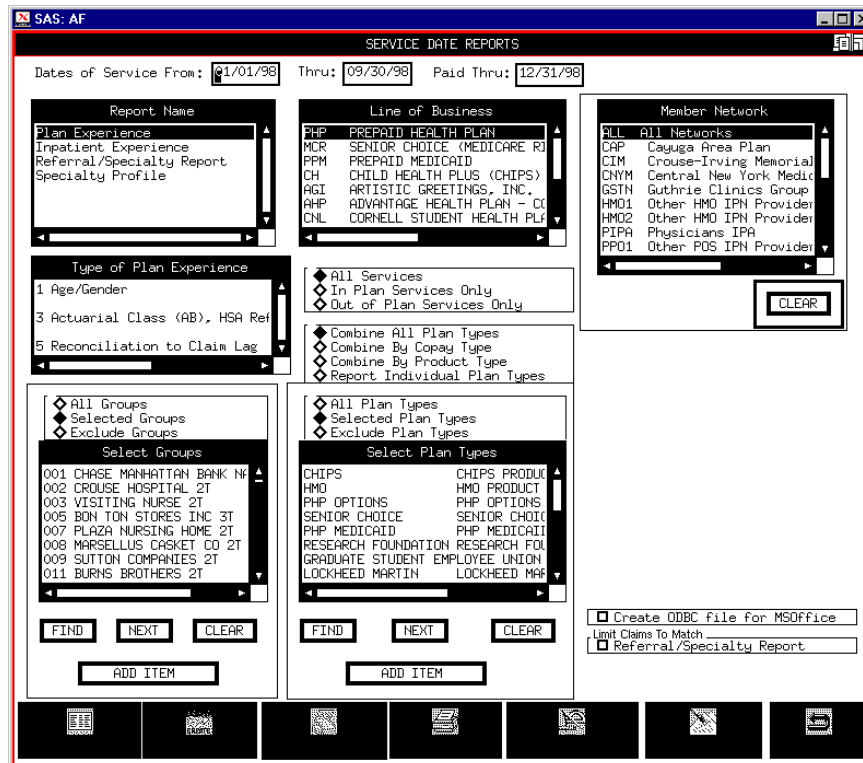 SAS: AF
SERVICE DATE REPORTS
Dates of Service From: 01/01/98 Thru: 09/30/98 Paid Thru: 12/31/98
Report Name
Plan Experience
Inpatient Experience
Referral/Specialty Report
Specialty Profile
Line of Business
PHP PREPAID HEALTH PLAN
MCR SENIOR CHOICE (MEDICARE RI
PPM PREPAID MEDICAID
CH CHILD HEALTH PLUS (CHIPS)
AGI ARTISTIC GREETINGS, INC.
AHP ADVANTAGE HEALTH PLAN - CO
CNL CORNELL STUDENT HEALTH PLA
Member Network
ALL All Networks
CAP Cayuga Area Plan
CIM Crouse-Irving Memorial
CNYM Central New York Medic
GSTN Guthrie Clinics Group
HMO1 Other HMO IPN Provider
HMO2 Other HMO IPN Provider
PIPA Physicians IPA
PPO1 Other POS IPN Provider
CLEAR
Type of Plan Experience
1 Age/Gender
3 Actuarial Class (AB), HSA Ref
5 Reconciliation to Claim Lag
All Services
In Plan Services Only
Out of Plan Services Only
Combine All Plan Types
Combine By Copay Type
Combine By Product Type
Report Individual Plan Types
All Groups
Selected Groups
Exclude Groups
Select Groups
001 CHASE MANHATTAN BANK NA
002 CROUSE HOSPITAL 2T
003 VISITING NURSE 2T
005 BON TON STORES INC 3T
007 PLAZA NURSING HOME 2T
008 MARSELLUS CASKET CO 2T
009 SUTTON COMPANIES 2T
011 BURNS BROTHERS 2T
FIND NEXT CLEAR
ADD ITEM
All Plan Types
Selected Plan Types
Exclude Plan Types
Select Plan Types
CHIPS CHIPS PRODUC
HMO HMO PRODUCT
PHP OPTIONS PHP OPTIONS
SENIOR CHOICE SENIOR CHOIC
PHP MEDICAID PHP MEDICAII
RESEARCH FOUNDATION RESEARCH FOU
GRADUATE STUDENT EMPLOYEE UNION
LOCKHEED MARTIN LOCKHEED MAR
FIND NEXT CLEAR
ADD ITEM
Create ODBC file for MSOffice
Limit Claims To Match
Referral/Specialty Report